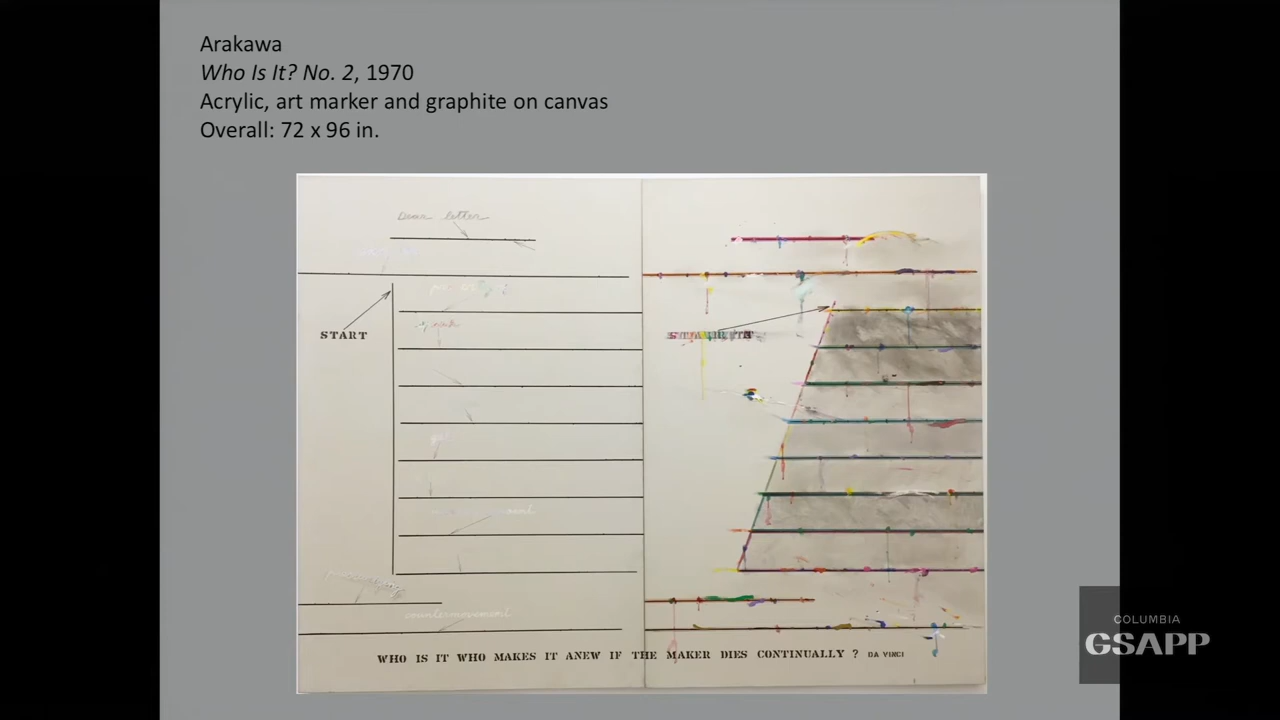 Arakawa
Who Is It? No. 2, 1970
Acrylic, art marker and graphite on canvas
Overall: 72 x 96 in.
Dear letter
START
countermovement
WHO IS IT WHO MAKES IT ANEW IF THE MAKER DIES CONTINUALLY ? DA VINCI
COLUMBIA
GSAPP